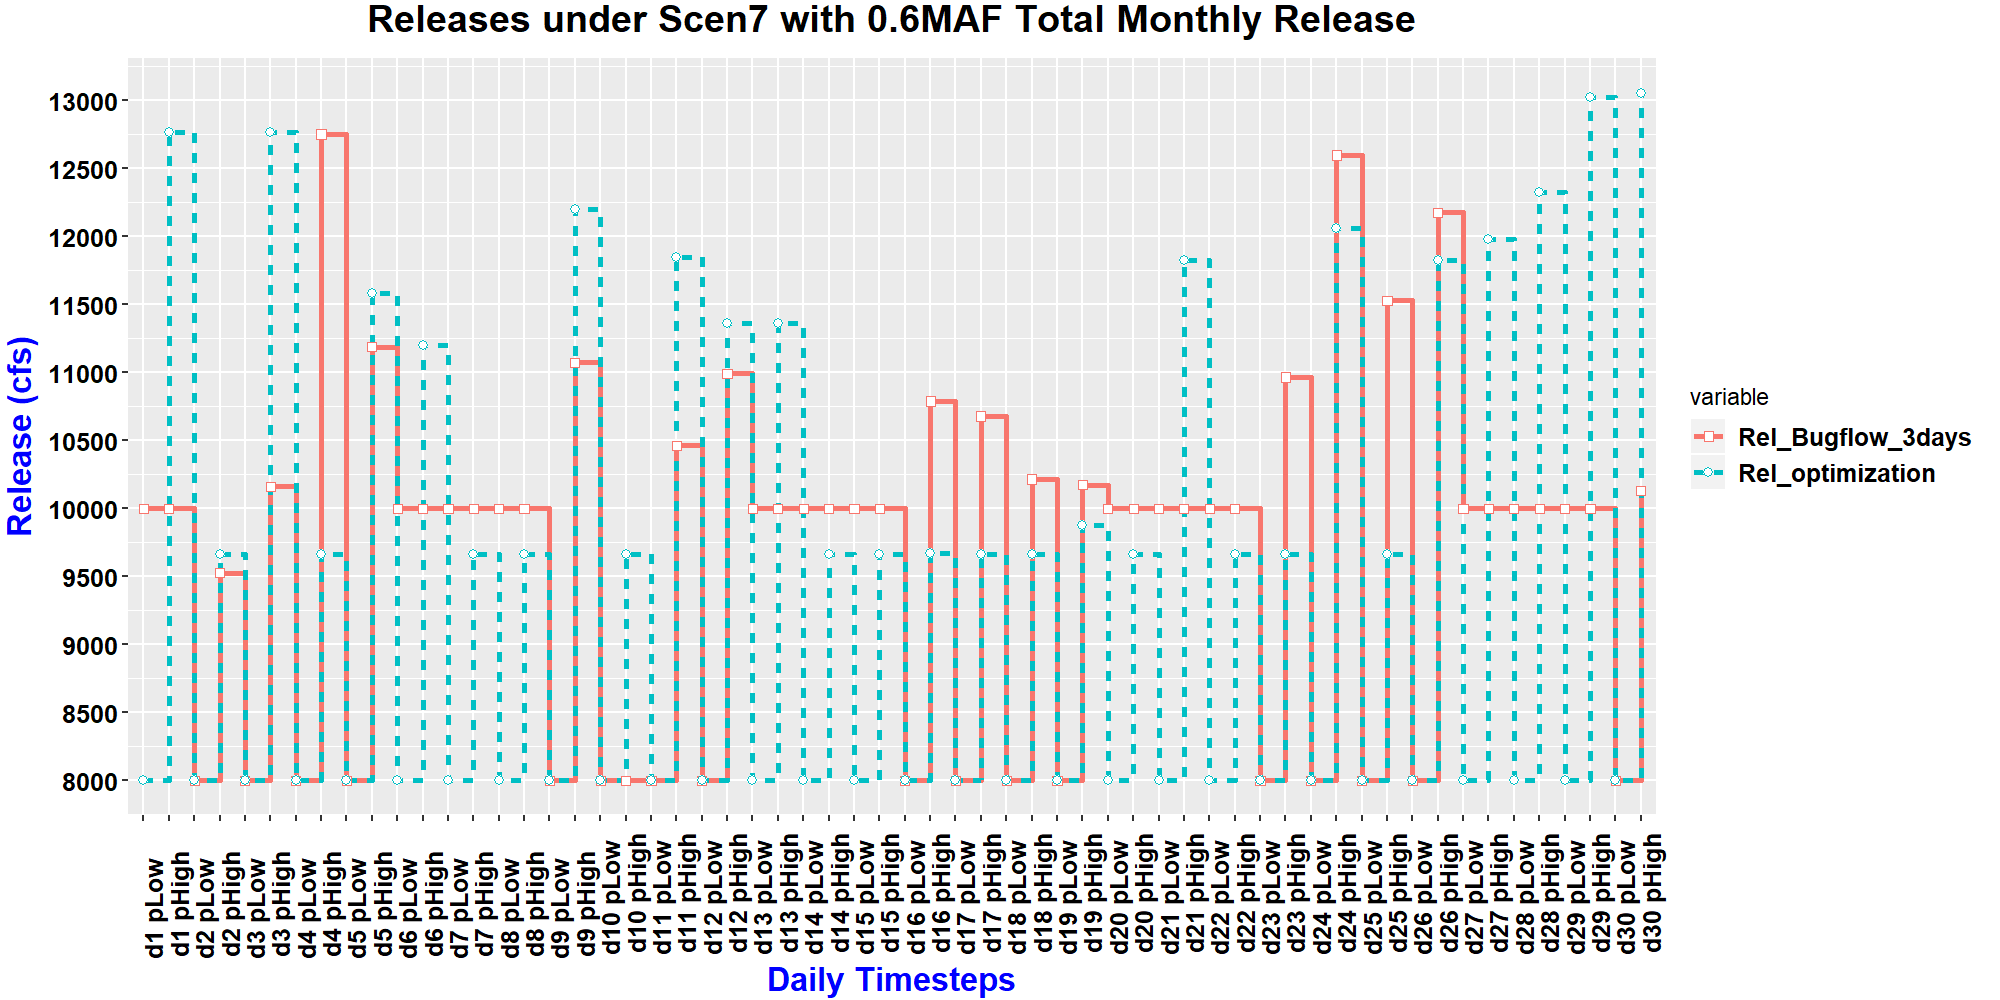 Releases under Scen7 with 0.6MAF Total Monthly Release
Release (cfs)
13000
12500
12000
11500
11000
10500
10000
9500
9000
8500
8000
d1 pLow
d1 pHigh
d2 pLow
d2 pHigh
d3 pLow
d3 pHigh
d4 pLow
d4 pHigh
d5 pLow
d5 pHigh
d6 pLow
d6 pHigh
d7 pLow
d7 pHigh
d8 pLow
d8 pHigh
d9 pLow
d9 pHigh
d10 pLow
d10 pHigh
d11 pLow
d11 pHigh
d12 pLow
d12 pHigh
d13 pLow
d13 pHigh
d14 pLow
d14 pHigh
d15 pLow
d15 pHigh
d16 pLow
d16 pHigh
d17 pLow
d17 pHigh
d18 pLow
d18 pHigh
d19 pLow
d19 pHigh
d20 pLow
d20 pHigh
d21 pLow
d21 pHigh
d22 pLow
d22 pHigh
d23 pLow
d23 pHigh
d24 pLow
d24 pHigh
d25 pLow
d25 pHigh
d26 pLow
d26 pHigh
d27 pLow
d27 pHigh
d28 pLow
d28 pHigh
d29 pLow
d29 pHigh
d30 pLow
d30 pHigh
Daily Timesteps
variable
Rel_Bugflow_3days
Rel_optimization